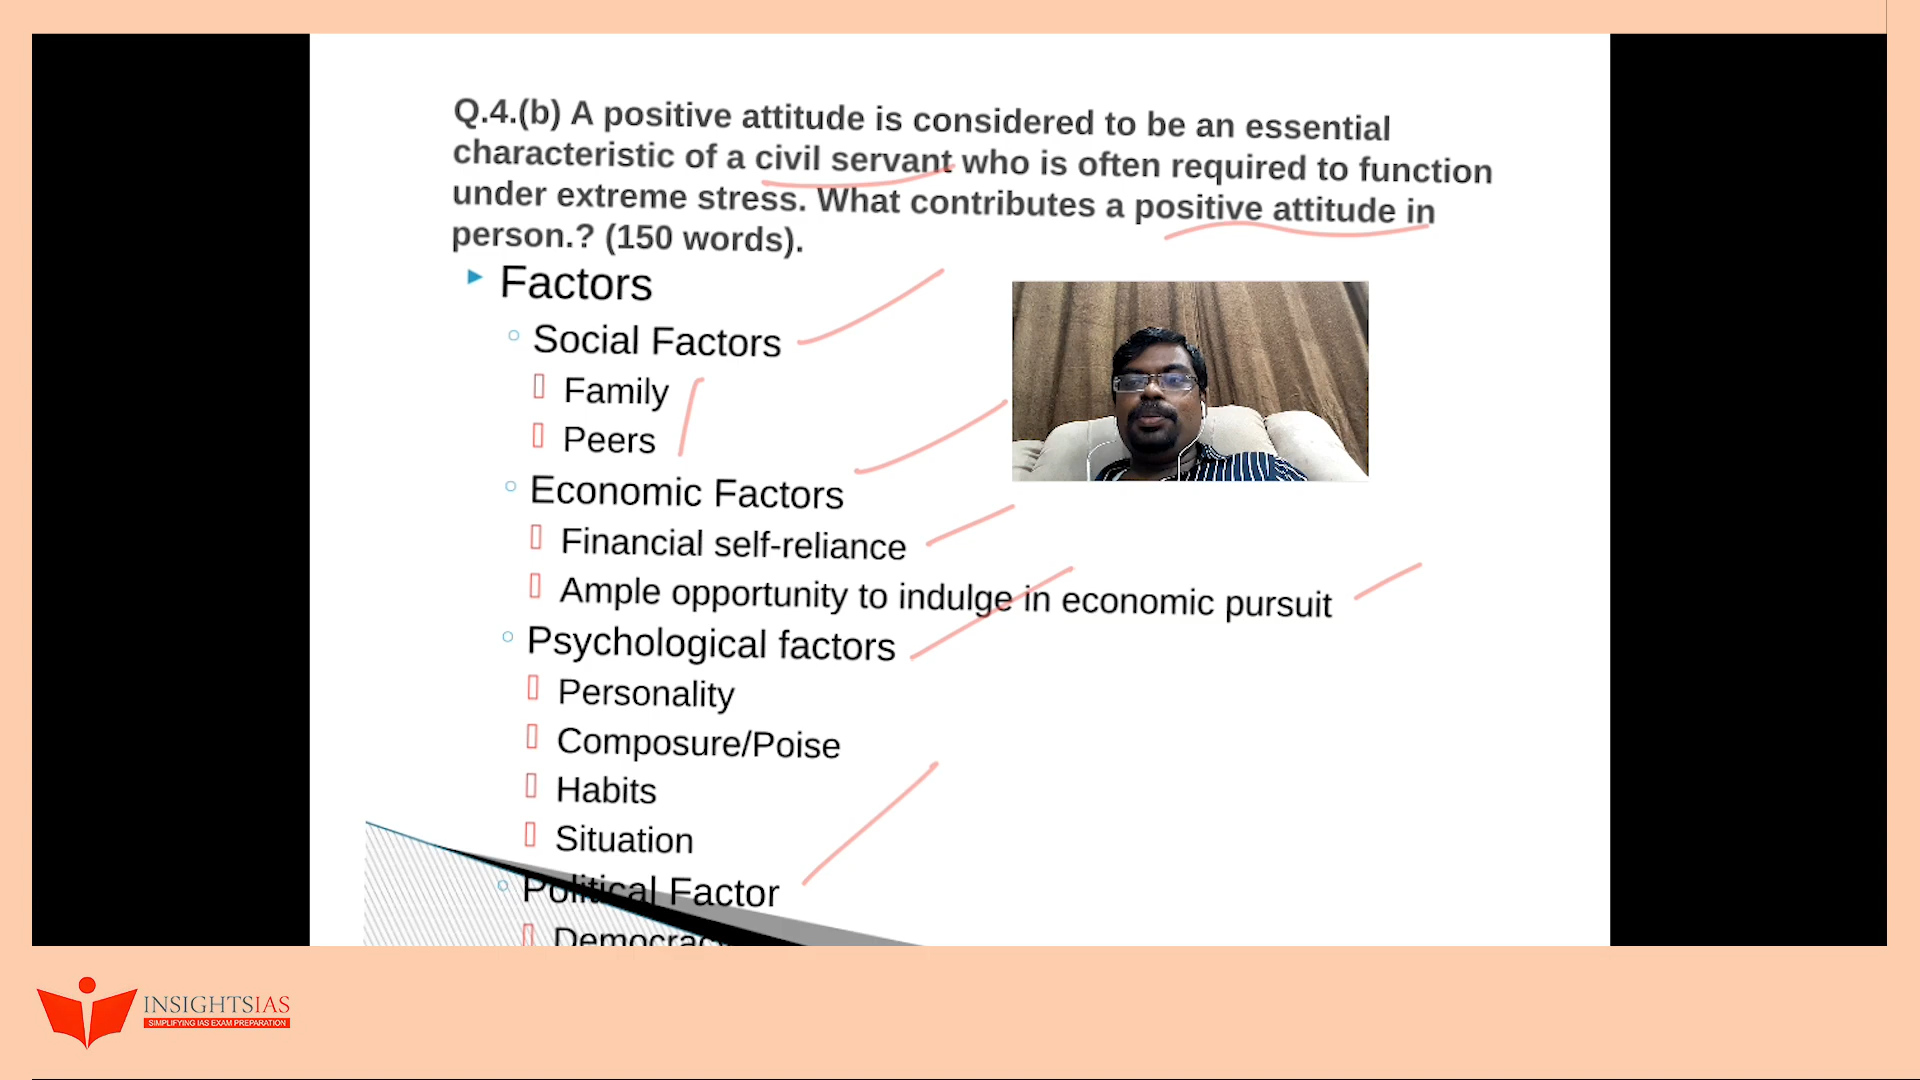 Q.4.(b) A positive attitude is considered to be an essential
characteristic of a civil servant who is often required to function
under extreme stress. What contributes a positive attitude in
person.? (150 words).
Factors
Social Factors
Family
Peers
Economic Factors
Financial self-reliance
Ample opportunity to indulge in economic pursuit
Psychological factors
Personality
Composure/Poise
Habits
Situation
Political Factor
INSIGHTSIAS
SIMPLIFYING IAS EXAM PREPARATION